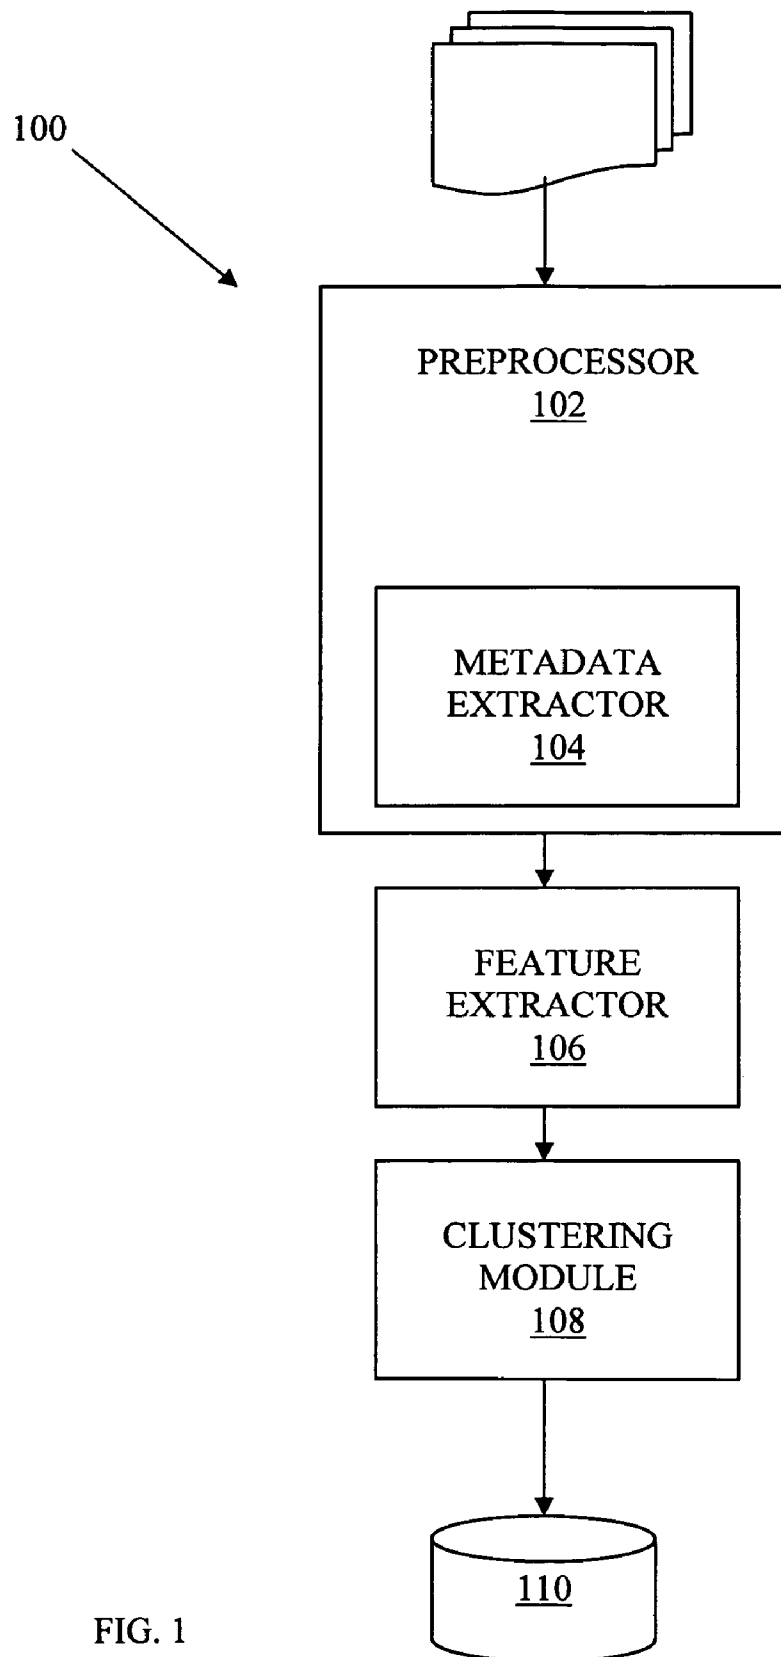 100
PREPROCESSOR
102
METADATA
EXTRACTOR
104
FEATURE
EXTRACTOR
106
CLUSTERING
MODULE
108
110
FIG. 1